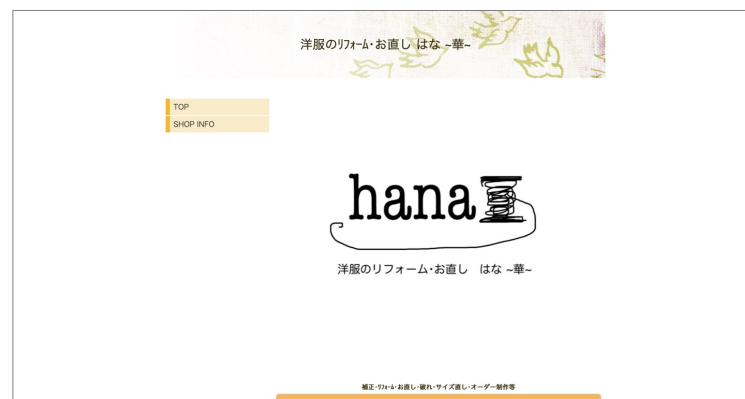 洋服のﾘﾌｫｰﾑ･お直し はな ~華~
TOP
SHOP INFO
hana
洋服のリフォーム･お直し　はな ~華~
補正･ﾘﾌｫｰﾑ･お直し･破れ･サイズ直し･オーダー制作等